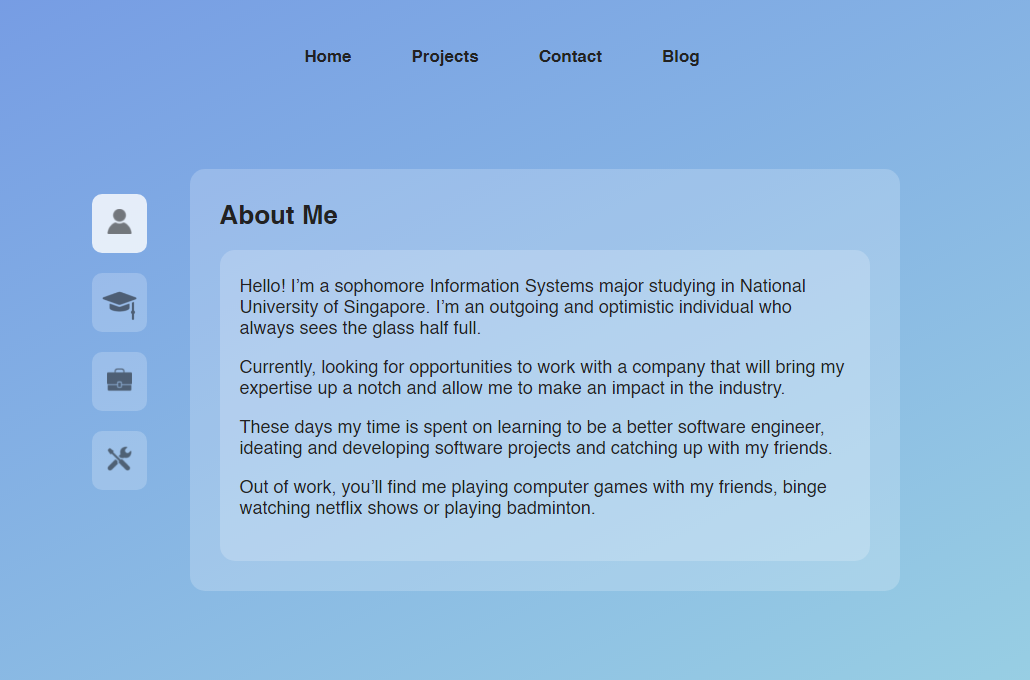 Home Projects Contact Blog
About Me
Hello! I’m a sophomore Information Systems major studying in National
University of Singapore. I’m an outgoing and optimistic individual who
always sees the glass half full.
Currently, looking for opportunities to work with a company that will bring my
expertise up a notch and allow me to make an impact in the industry.
These days my time is spent on learning to be a better software engineer,
ideating and developing software projects and catching up with my friends.
Out of work, you’ll find me playing computer games with my friends, binge
watching netflix shows or playing badminton.